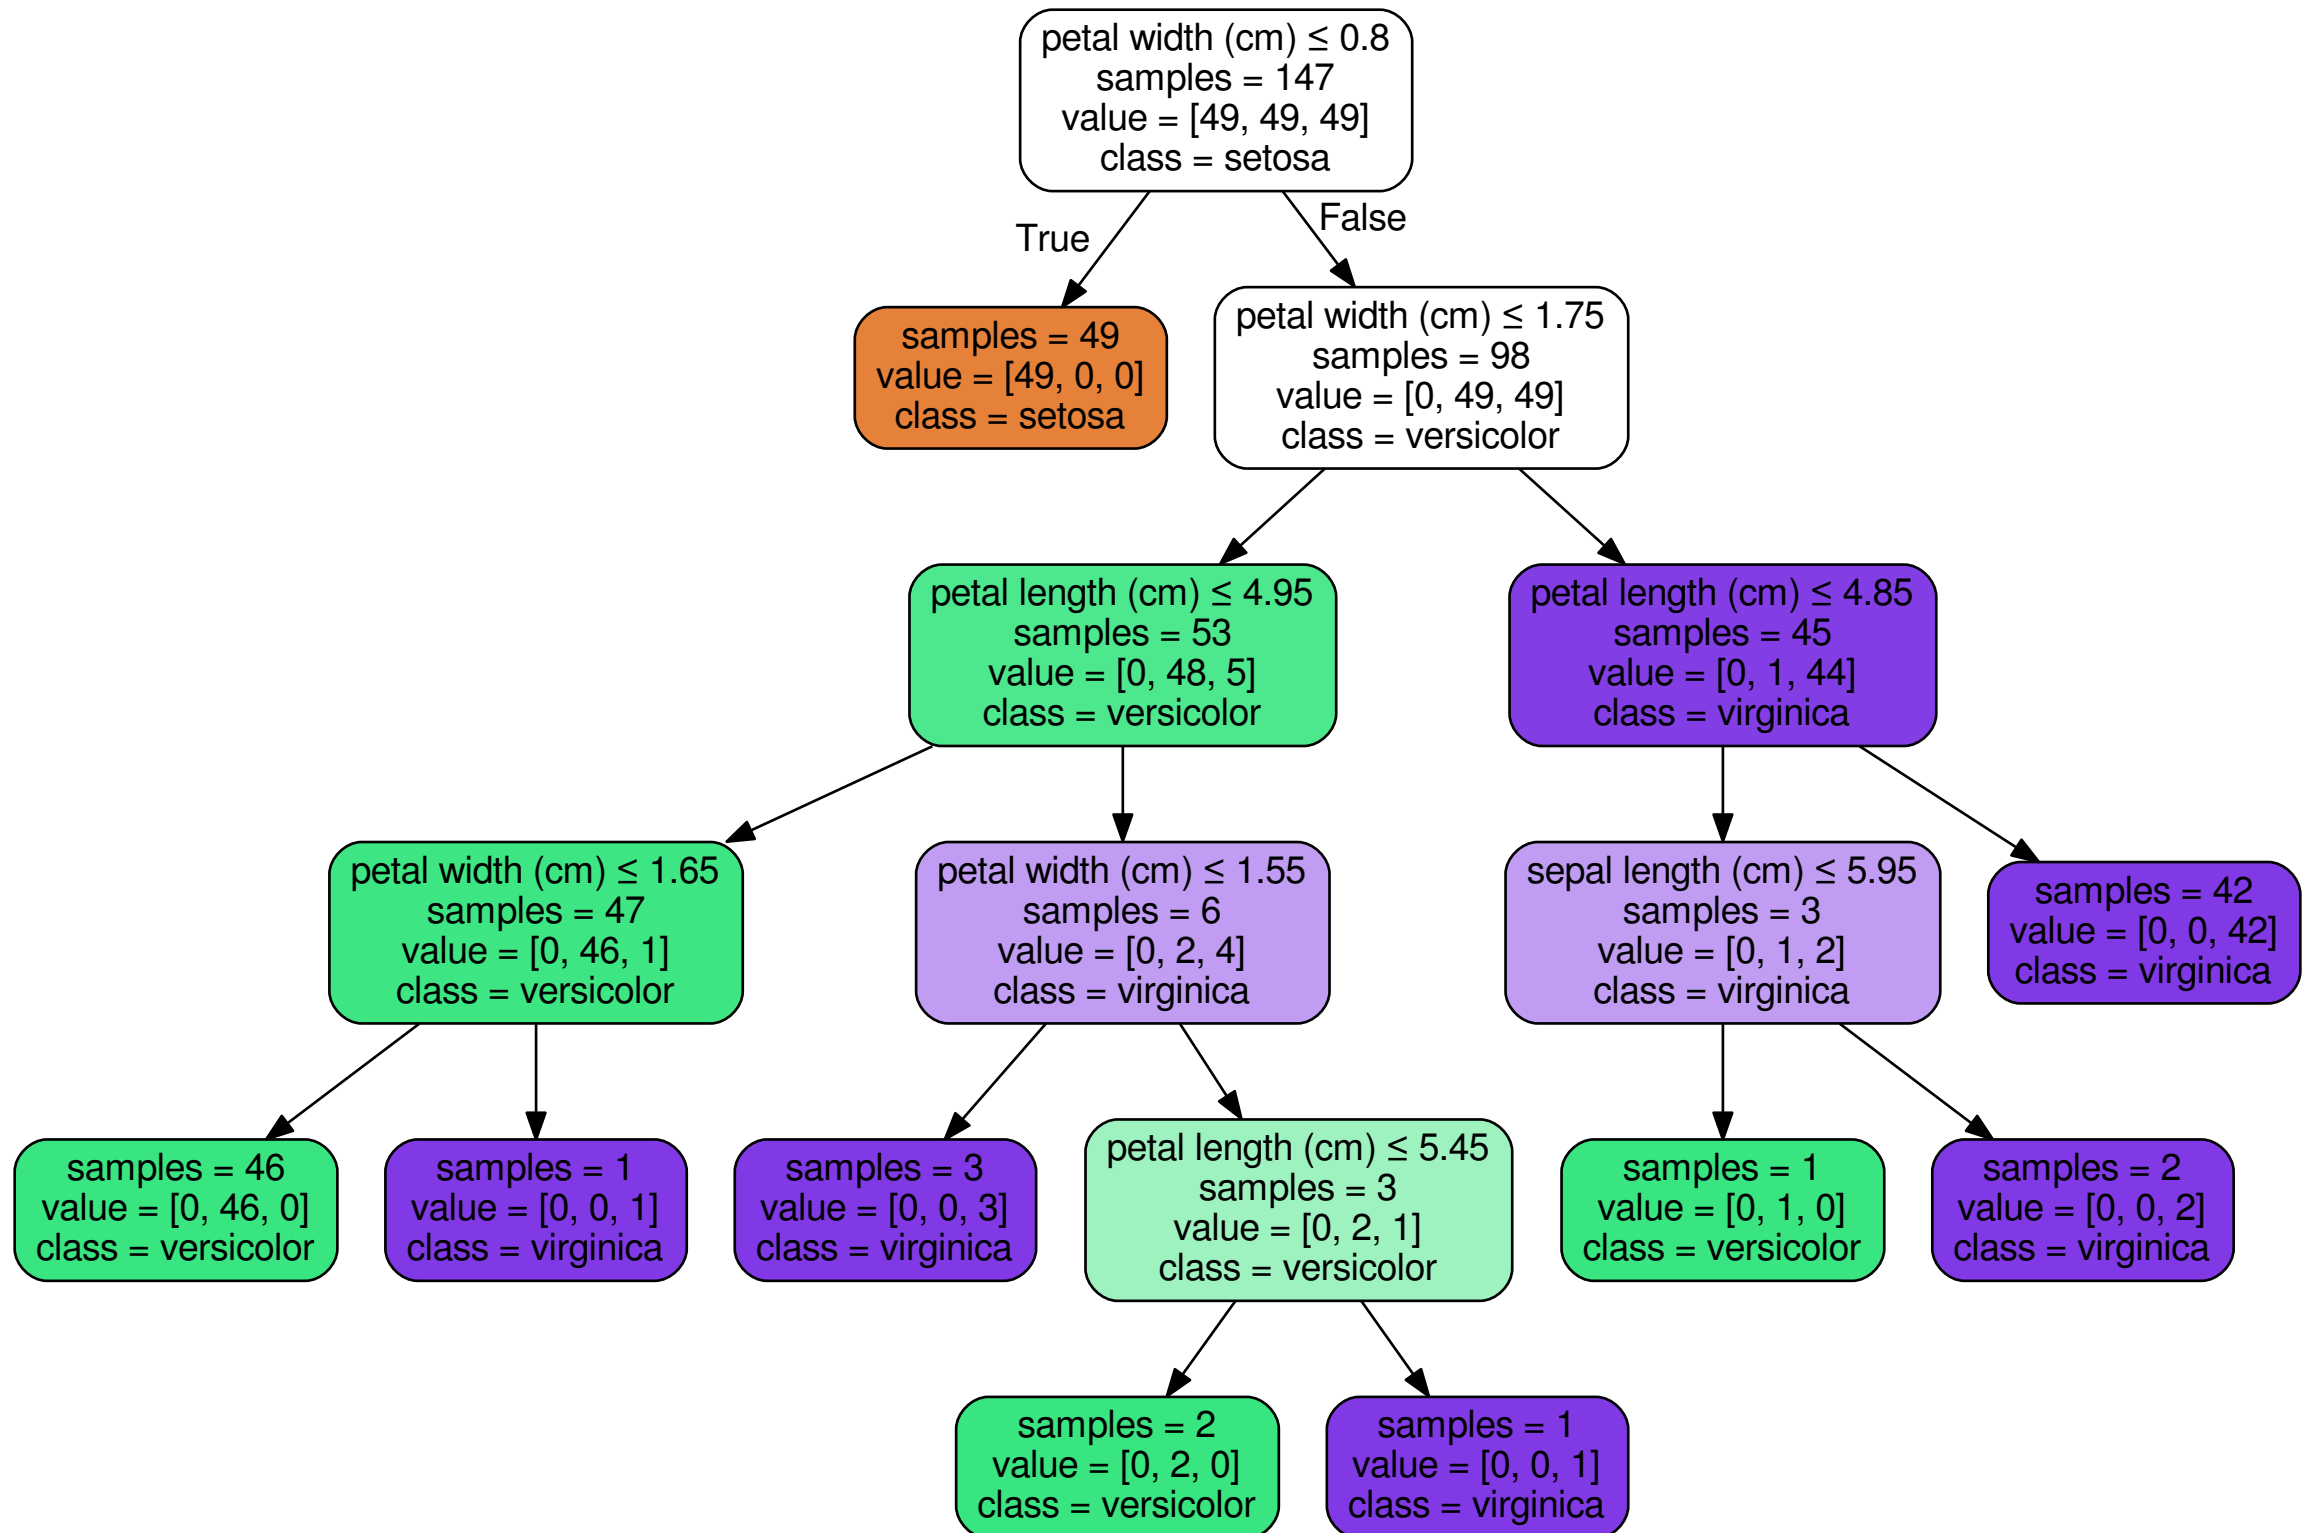 petal width (cm) ≤ 0.8
samples = 147
value = [49, 49, 49]
class = setosa
True
False
samples = 49
value = [49, 0, 0]
class = setosa
petal width (cm) ≤ 1.75
samples = 98
value = [0, 49, 49]
class = versicolor
petal length (cm) ≤ 4.95
samples = 53
value = [0, 48, 5]
class = versicolor
petal length (cm) ≤ 4.85
samples = 45
value = [0, 1, 44]
class = virginica
petal width (cm) ≤ 1.65
samples = 47
value = [0, 46, 1]
class = versicolor
petal width (cm) ≤ 1.55
samples = 6
value = [0, 2, 4]
class = virginica
sepal length (cm) ≤ 5.95
samples = 3
value = [0, 1, 2]
class = virginica
samples = 42
value = [0, 0, 42]
class = virginica
samples = 46
value = [0, 46, 0]
class = versicolor
samples = 1
value = [0, 0, 1]
class = virginica
samples = 3
value = [0, 0, 3]
class = virginica
petal length (cm) ≤ 5.45
samples = 3
value = [0, 2, 1]
class = versicolor
samples = 1
value = [0, 1, 0]
class = versicolor
samples = 2
value = [0, 0, 2]
class = virginica
samples = 2
value = [0, 2, 0]
class = versicolor
samples = 1
value = [0, 0, 1]
class = virginica